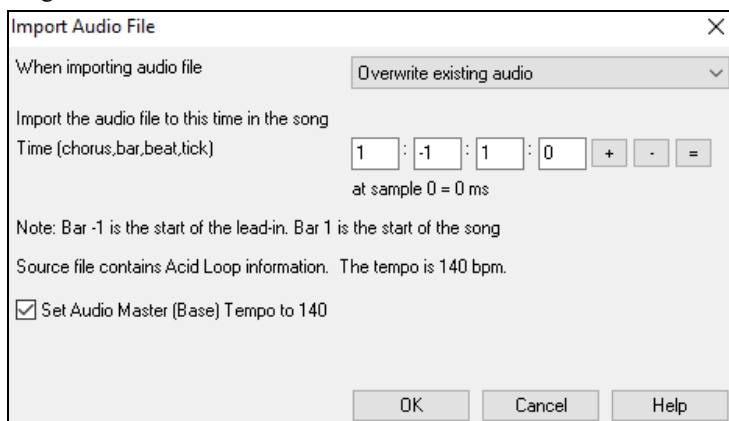 Import Audio File
When importing audio file
Overwrite existing audio
Import the audio file to this time in the song
Time (chorus,bar,beat,tick)
1 : -1 : 1 : 0 + - =
at sample 0 = 0 ms
Note: Bar -1 is the start of the lead-in. Bar 1 is the start of the song
Source file contains Acid Loop information. The tempo is 140 bpm.
Set Audio Master (Base) Tempo to 140
OK Cancel Help